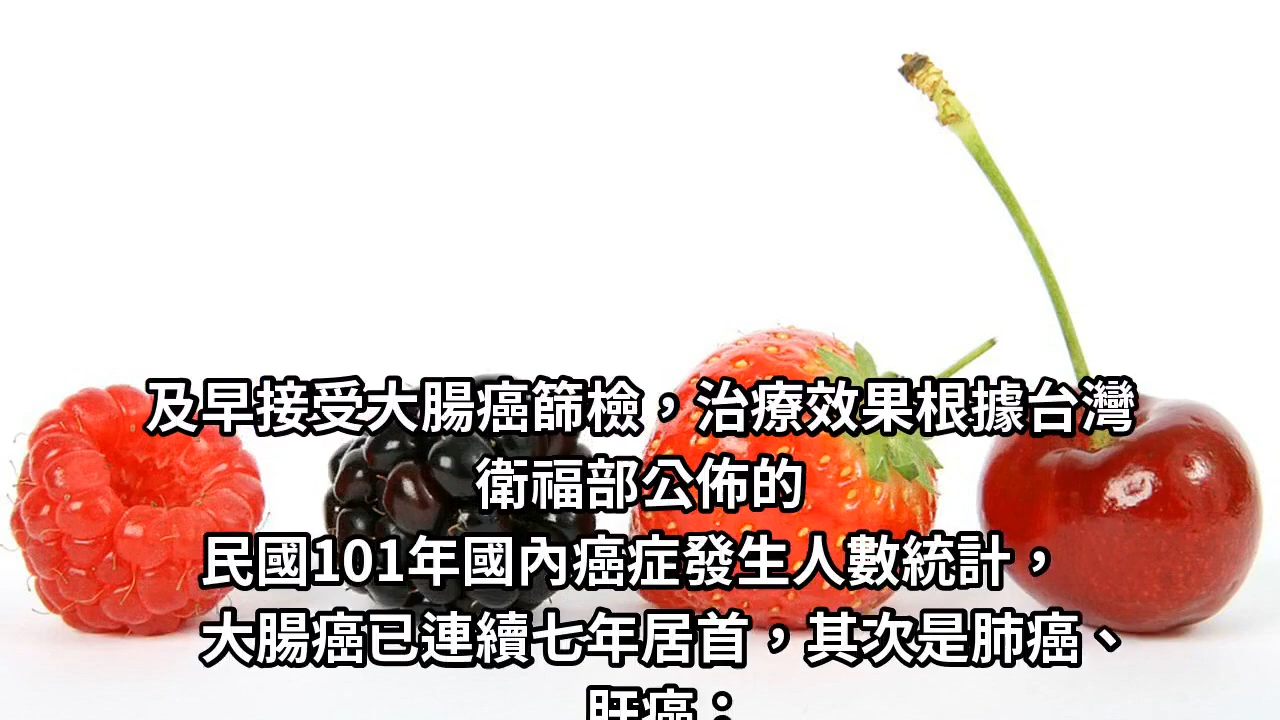 及早接受大腸癌篩檢，治療效果根據台灣
衛福部公佈的
民國101年國內癌症發生人數統計，
大腸癌已連續七年居首，其次是肺癌、
肝癌；